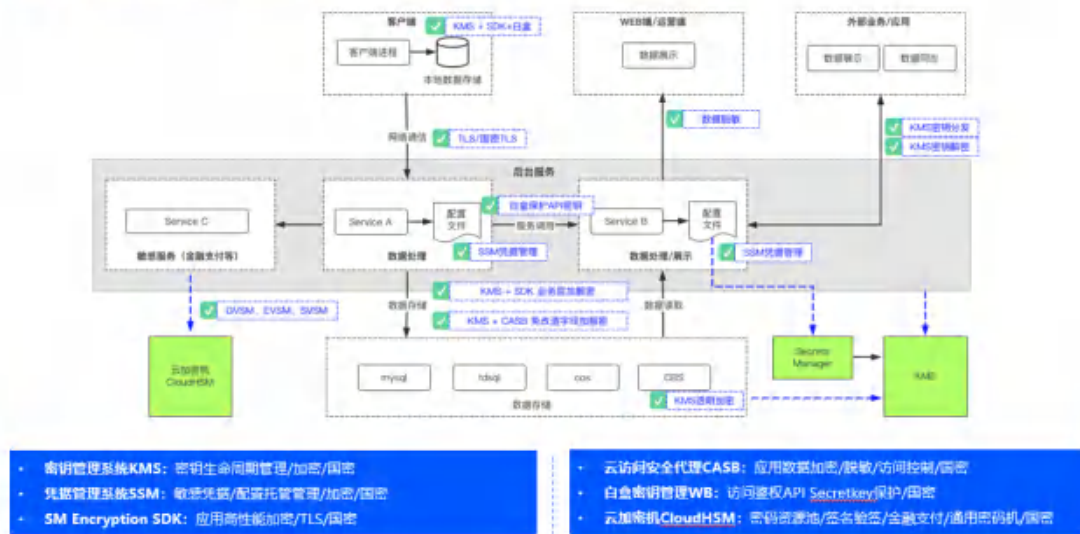 客户端
KMS + SDK+白盒
客户端进程
本地数据存储
WEB端/运营端
数据展示
外部业务/应用
数据展示
数据导出
网络通信
TLS/国密TLS
数据脱敏
KMS密钥分发
KMS密钥解密
后台服务
Service C
敏感服务（金融支付等）
Service A
配置
文件
数据处理
白盒保护API密钥
服务调用
SSM凭据管理
Service B
配置
文件
数据处理/展示
SSM凭据管理
数据存储
KMS + SDK 业务层加解密
KMS + CASB 免改造字段加解密
数据读取
GVSM、EVSM、SVSM
云加密机
CloudHSM
mysql
tdsql
cos
CBS
数据存储
KMS透明加密
Secrets
Manager
KMS
• 密钥管理系统KMS：密钥生命周期管理/加密/国密
• 凭据管理系统SSM：敏感凭据/配置托管管理/加密/国密
• SM Encryption SDK：应用高性能加密/TLS/国密
• 云访问安全代理CASB：应用数据加密/脱敏/访问控制/国密
• 白盒密钥管理WB：访问鉴权API Secretkey保护/国密
• 云加密机CloudHSM：密码资源池/签名验签/金融支付/通用密码机/国密